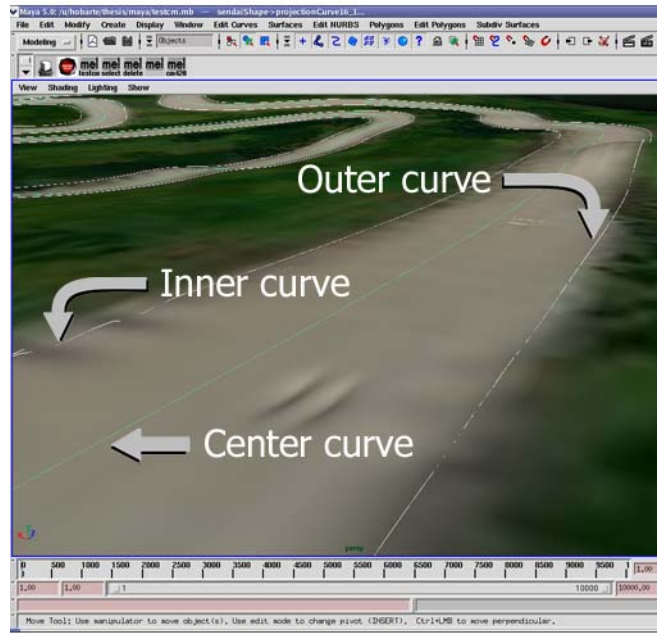 Maya 5.0: /u/hobarte/thesis/maya/testcm.mb — sendaiShape->projectionCurve16_1...
File Edit Modify Create Display Window Edit Curves Surfaces Edit NURBS Polygons Edit Polygons Subdiv Surfaces
Modeling Objects
mel mel mel mel
testcm select delete cm428
View Shading Lighting Show
Outer curve
Inner curve
Center curve
persp
0 500 1000 1500 2000 2500 3000 3500 4000 4500 5000 5500 6000 6500 7000 7500 8000 8500 9000 9500 1 1.00
1.00 1.00 1 10000 10000.00
Move Tool: Use manipulator to move object(s). Use edit mode to change pivot (INSERT). Ctrl+LMB to move perpendicular.